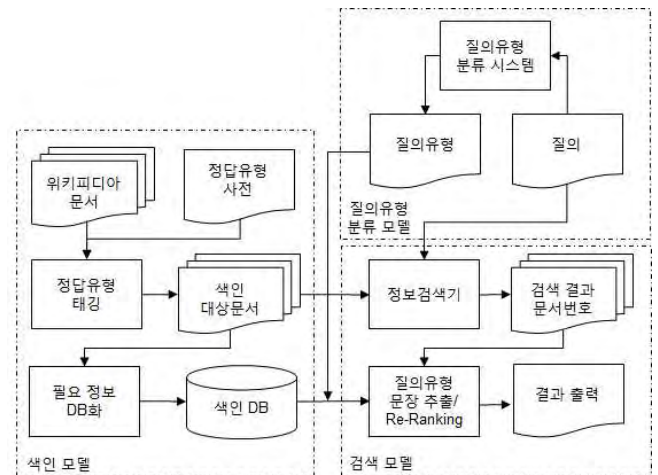 질의유형
분류 시스템
질의유형
질의
질의유형
분류 모델
위키피디아
문서
정답유형
사전
정답유형
태깅
색인
대상문서
필요 정보
DB화
색인 DB
색인 모델
정보검색기
검색 결과
문서번호
질의유형
문장 추출/
Re-Ranking
결과 출력
검색 모델